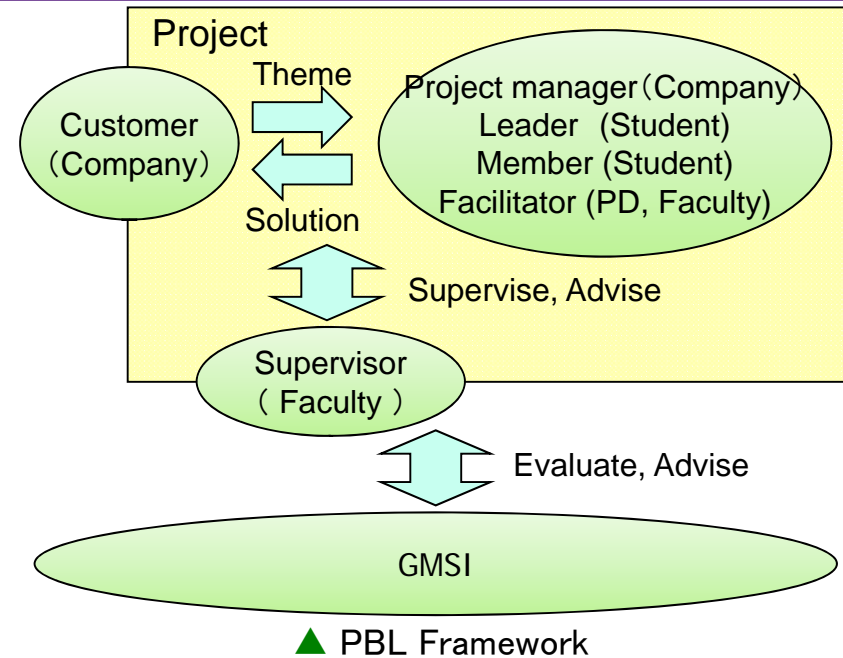 Project
Theme
Customer
（Company）
Project manager（Company）
Leader (Student)
Member (Student)
Facilitator (PD, Faculty)
Solution
Supervise, Advise
Supervisor
（ Faculty ）
Evaluate, Advise
GMSI
▲ PBL Framework